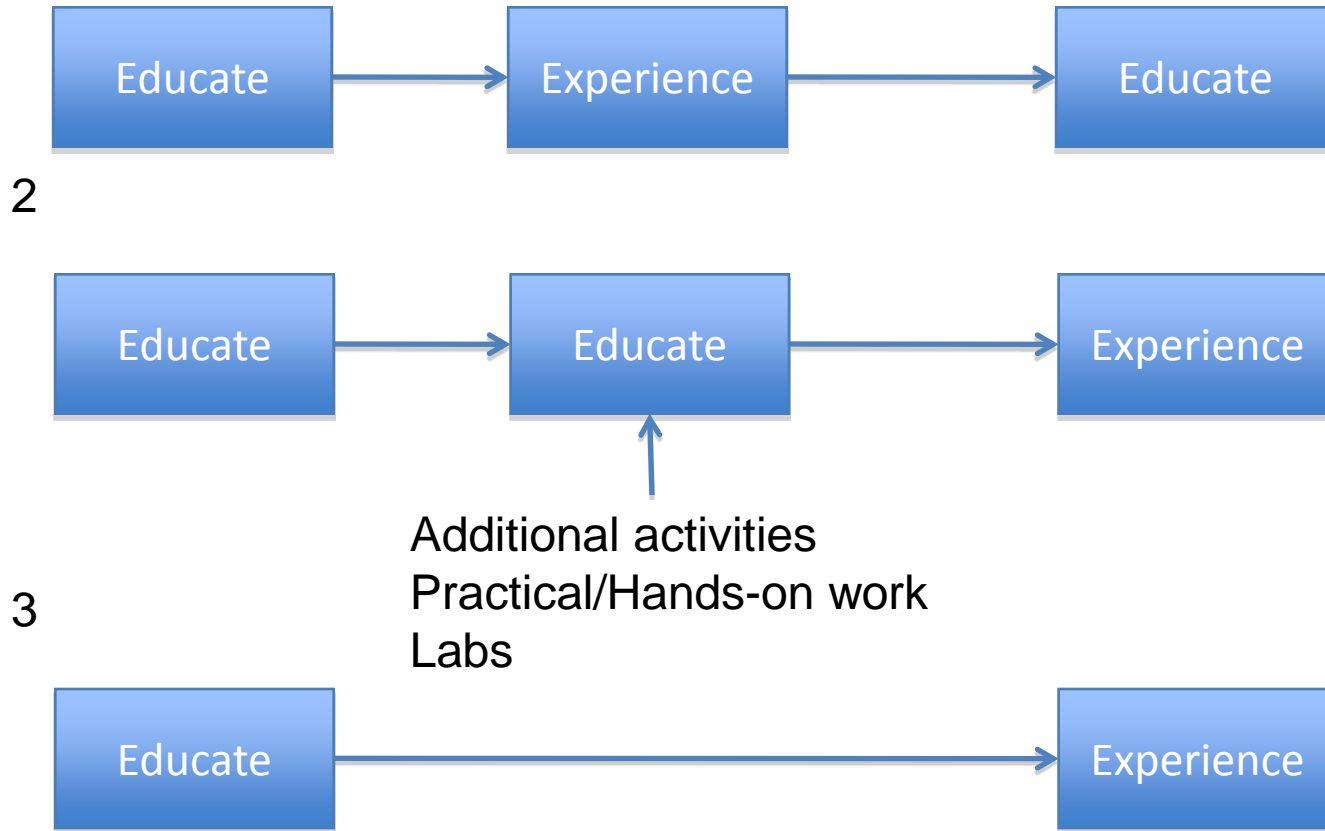 Educate
Experience
Educate
2
Educate
Educate
Experience
Additional activities
Practical/Hands-on work
Labs
3
Educate
Experience